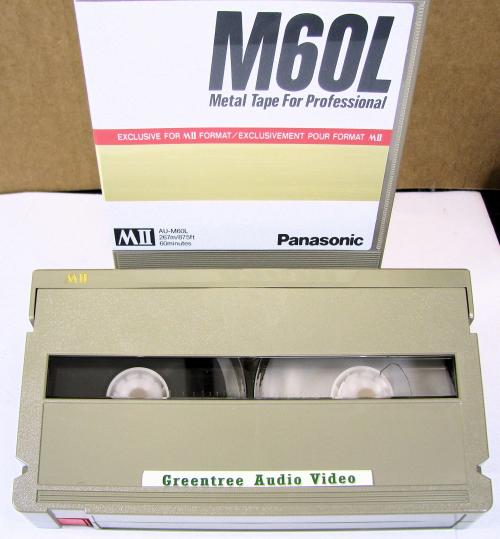 M60L
Metal Tape For Professional
EXCLUSIVE FOR MII FORMAT/EXCLUSIVEMENT POUR FORMAT MII
MII
AU-M60L
267m/875ft
60minutes
Panasonic
MII
Greentree Audio Video